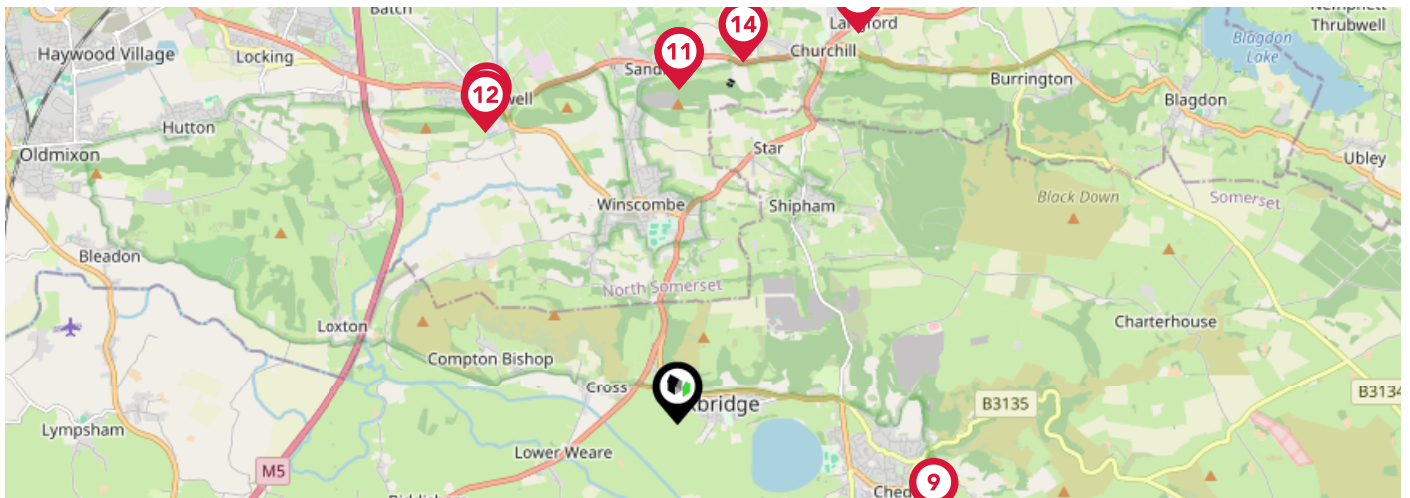 Batch
Nempnett
Thrubwell
Haywood Village
Locking
14
Langford
Churchill
Blagdon
Lake
11
Burrington
12
Blagdon
Hutton
Oldmixon
Star
Ubley
Winscombe
Shipham
Black Down
Somerset
Bleadon
North Somerset
Loxton
Charterhouse
Compton Bishop
Cross
bridge
B3135
B3134
Lympsham
Lower Weare
M5
9